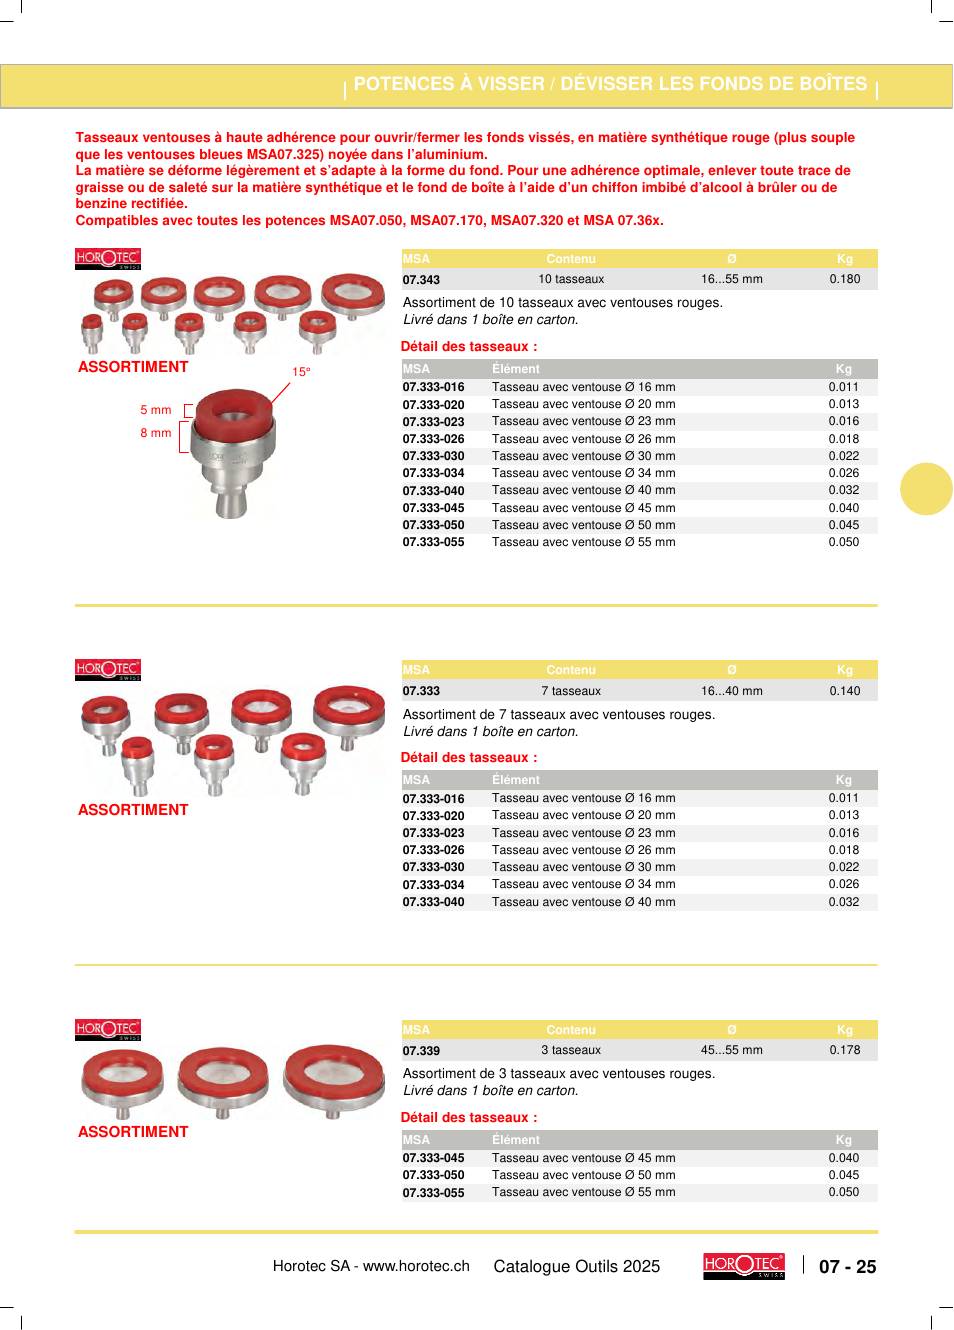 POTENCES À VISSER / DÉVISSER LES FONDS DE BOÎTES
Tasseaux ventouses à haute adhérence pour ouvrir/fermer les fonds vissés, en matière synthétique rouge (plus souple
que les ventouses bleues MSA07.325) noyée dans l'aluminium.
La matière se déforme légèrement et s'adapte à la forme du fond. Pour une adhérence optimale, enlever toute trace de
graisse ou de saleté sur la matière synthétique et le fond de boîte à l'aide d'un chiffon imbibé d'alcool à brûler ou de
benzine rectifiée.
Compatibles avec toutes les potences MSA07.050, MSA07.170, MSA07.320 et MSA 07.36x.
HOROTEC®
SWISS
ASSORTIMENT
15°
5 mm
8 mm
MSA Contenu Ø Kg
07.343 10 tasseaux 16...55 mm 0.180
Assortiment de 10 tasseaux avec ventouses rouges.
Livré dans 1 boîte en carton.
Détail des tasseaux :
MSA Élément Kg
07.333-016 Tasseau avec ventouse Ø 16 mm 0.011
07.333-020 Tasseau avec ventouse Ø 20 mm 0.013
07.333-023 Tasseau avec ventouse Ø 23 mm 0.016
07.333-026 Tasseau avec ventouse Ø 26 mm 0.018
07.333-030 Tasseau avec ventouse Ø 30 mm 0.022
07.333-034 Tasseau avec ventouse Ø 34 mm 0.026
07.333-040 Tasseau avec ventouse Ø 40 mm 0.032
07.333-045 Tasseau avec ventouse Ø 45 mm 0.040
07.333-050 Tasseau avec ventouse Ø 50 mm 0.045
07.333-055 Tasseau avec ventouse Ø 55 mm 0.050
HOROTEC®
SWISS
ASSORTIMENT
MSA Contenu Ø Kg
07.333 7 tasseaux 16...40 mm 0.140
Assortiment de 7 tasseaux avec ventouses rouges.
Livré dans 1 boîte en carton.
Détail des tasseaux :
MSA Élément Kg
07.333-016 Tasseau avec ventouse Ø 16 mm 0.011
07.333-020 Tasseau avec ventouse Ø 20 mm 0.013
07.333-023 Tasseau avec ventouse Ø 23 mm 0.016
07.333-026 Tasseau avec ventouse Ø 26 mm 0.018
07.333-030 Tasseau avec ventouse Ø 30 mm 0.022
07.333-034 Tasseau avec ventouse Ø 34 mm 0.026
07.333-040 Tasseau avec ventouse Ø 40 mm 0.032
HOROTEC®
SWISS
ASSORTIMENT
MSA Contenu Ø Kg
07.339 3 tasseaux 45...55 mm 0.178
Assortiment de 3 tasseaux avec ventouses rouges.
Livré dans 1 boîte en carton.
Détail des tasseaux :
MSA Élément Kg
07.333-045 Tasseau avec ventouse Ø 45 mm 0.040
07.333-050 Tasseau avec ventouse Ø 50 mm 0.045
07.333-055 Tasseau avec ventouse Ø 55 mm 0.050
Horotec SA - www.horotec.ch Catalogue Outils 2025 HOROTEC® SWISS 07 - 25